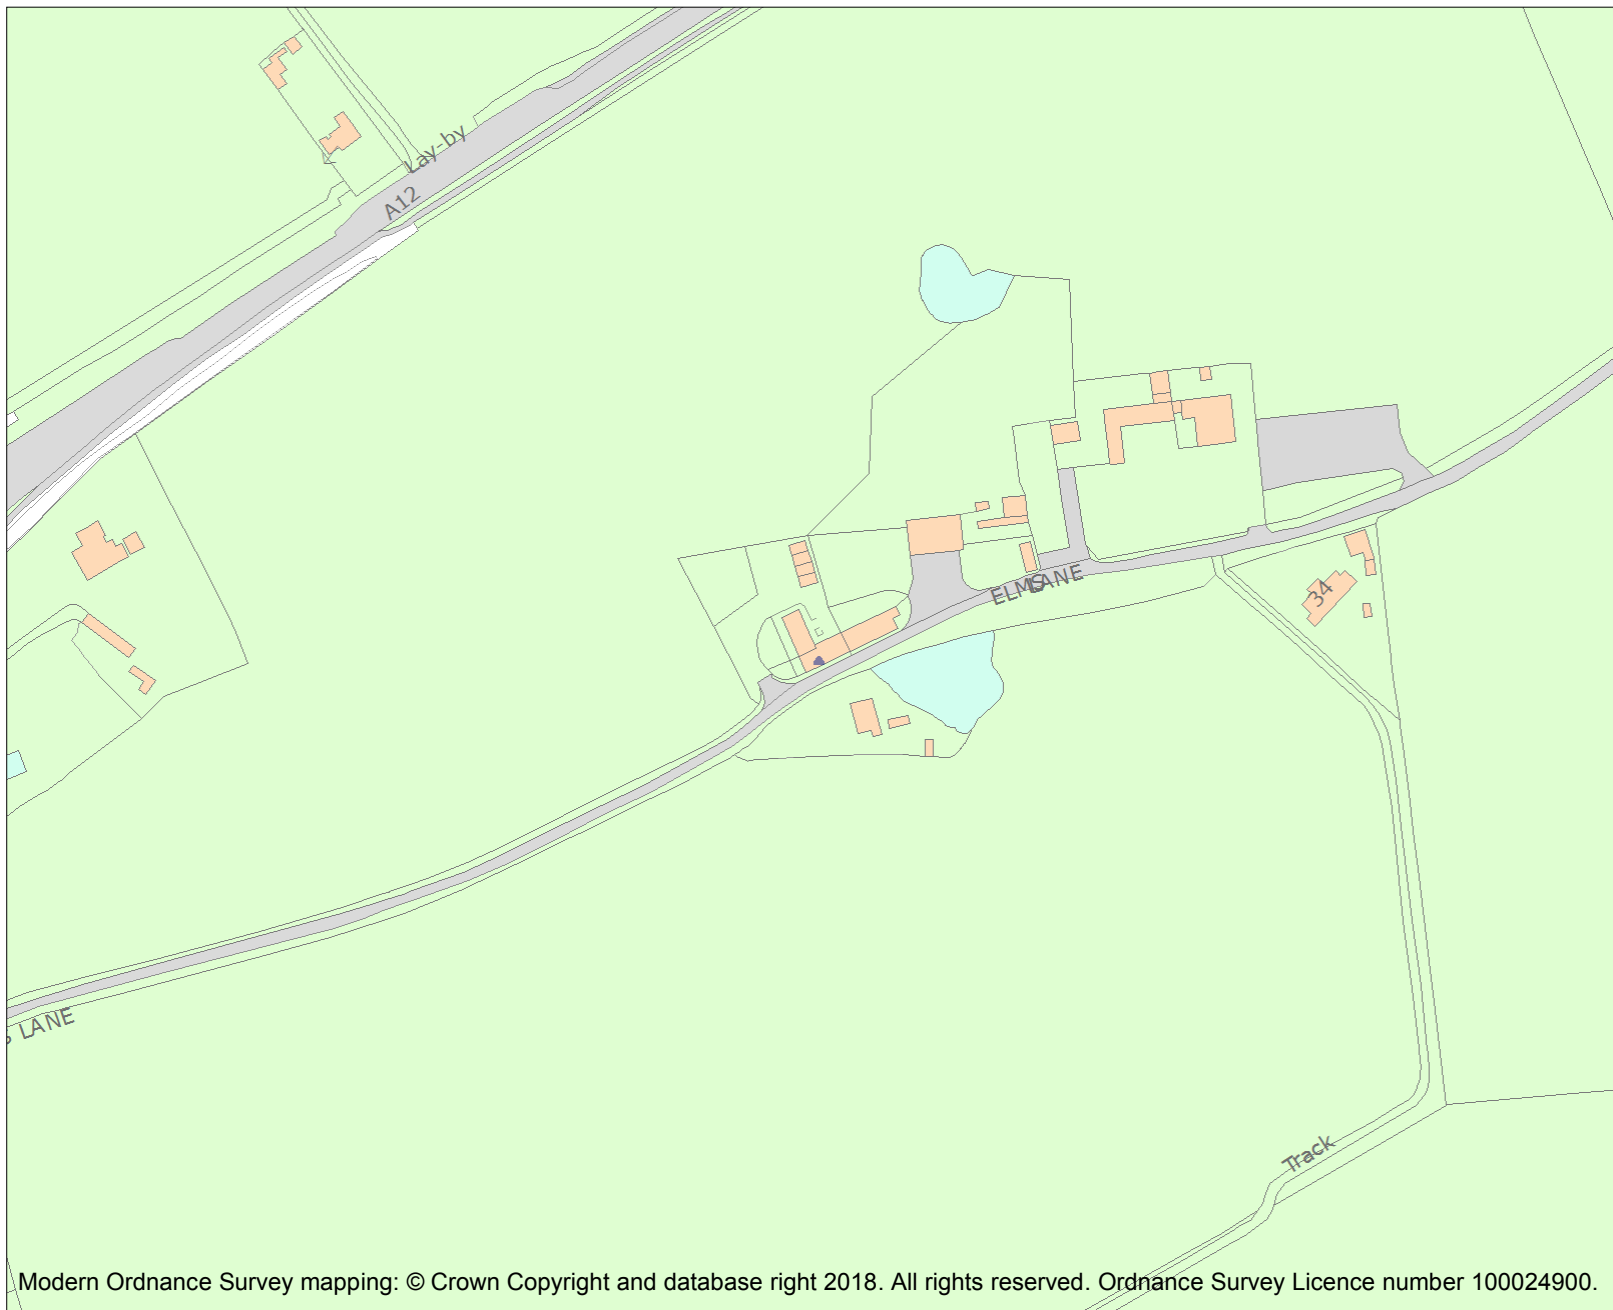 Lay-by
A12
ELMS LANE
34
S LANE
Track
Modern Ordnance Survey mapping: © Crown Copyright and database right 2018. All rights reserved. Ordnance Survey Licence number 100024900.